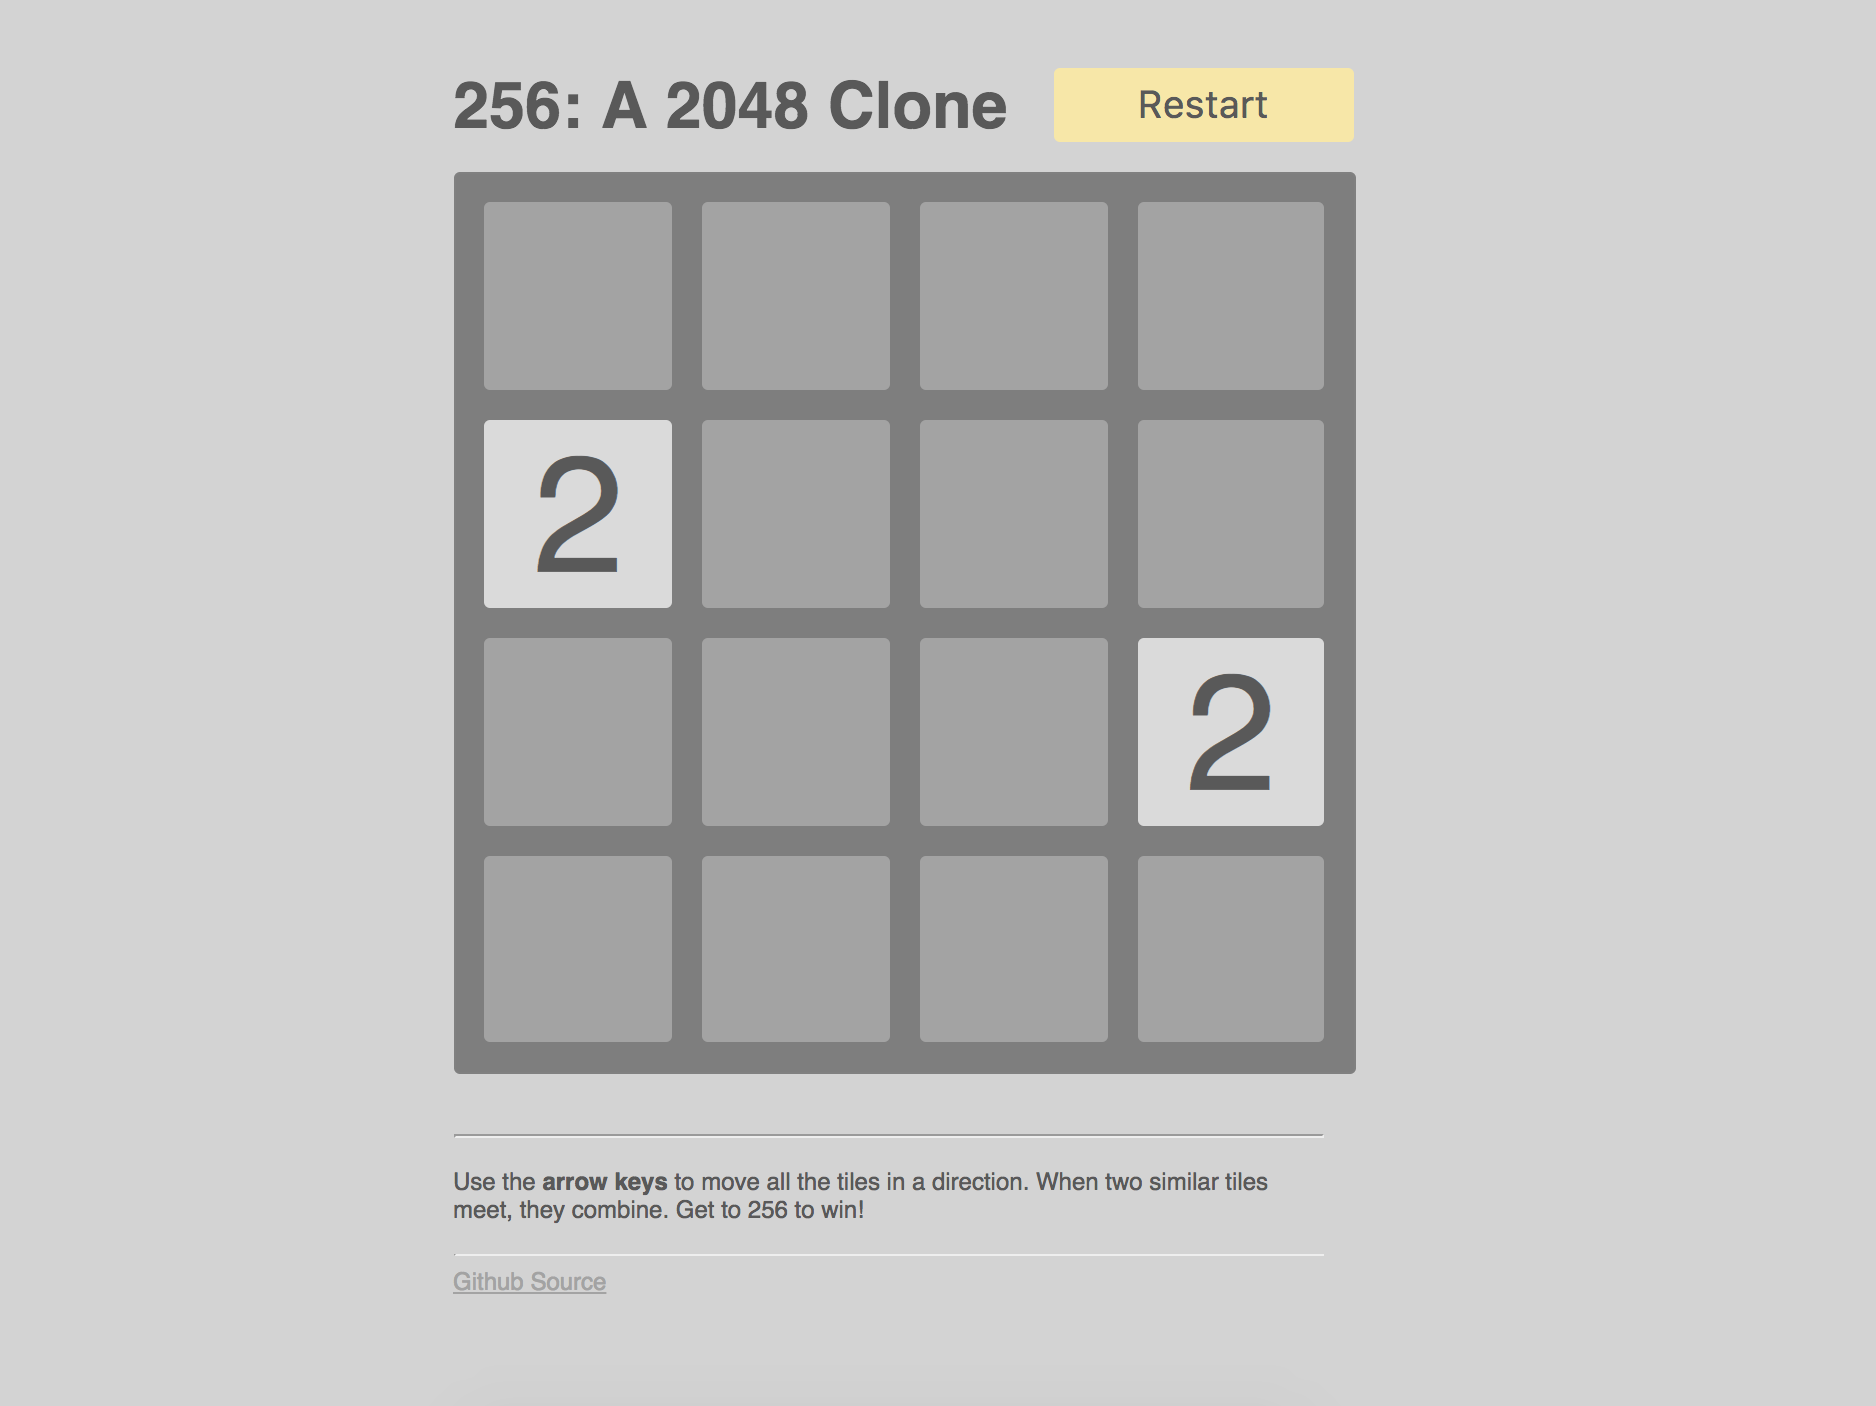 256: A 2048 Clone
Restart
2
2
Use the arrow keys to move all the tiles in a direction. When two similar tiles
meet, they combine. Get to 256 to win!
Github Source